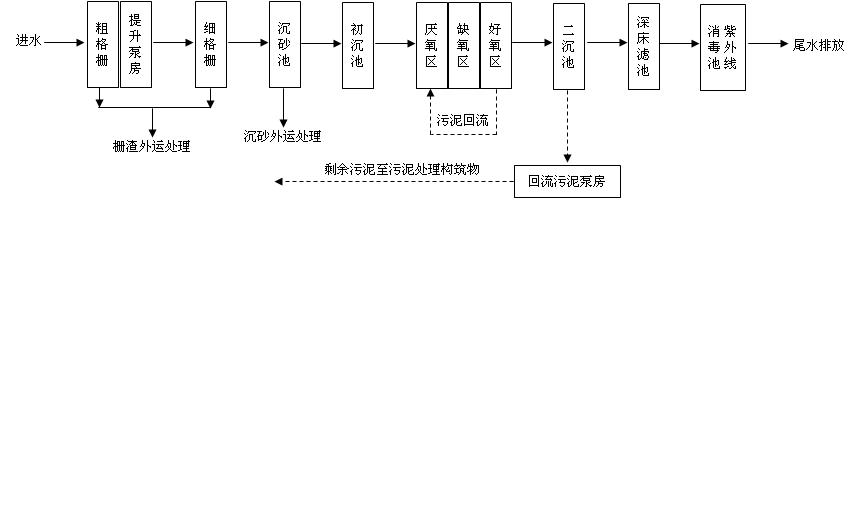 进水
粗格栅
提升泵房
细格栅
沉砂池
初沉池
厌氧区
缺氧区
好氧区
二沉池
深床滤池
紫外线
消毒池
尾水排放
污泥回流
栅渣外运处理
沉砂外运处理
剩余污泥至污泥处理构筑物
回流污泥泵房